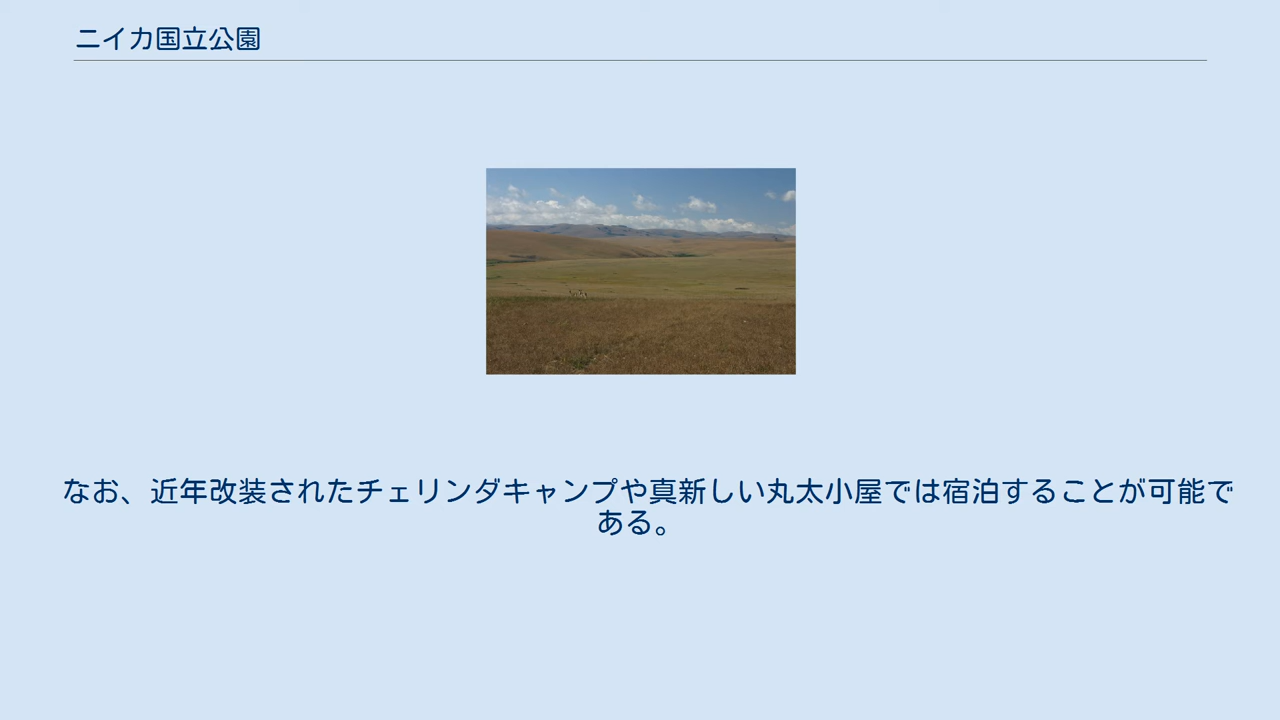 ニイカ国立公園
なお、近年改装されたチェリンダキャンプや真新しい丸太小屋では宿泊することが可能で
ある。